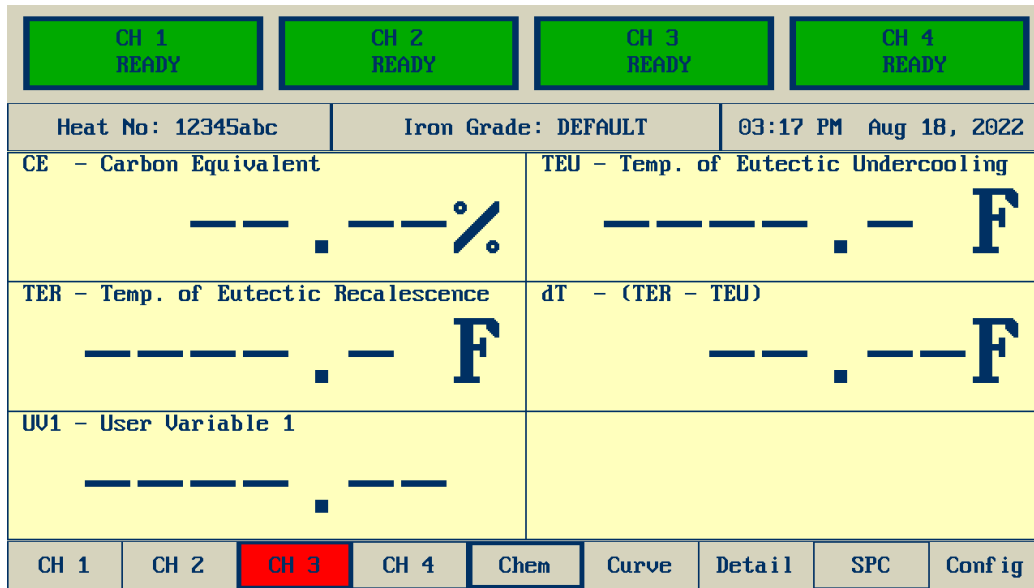 CH 1
READY
CH 2
READY
CH 3
READY
CH 4
READY
Heat No: 12345abc
Iron Grade: DEFAULT
03:17 PM Aug 18, 2022
CE - Carbon Equivalent
--.--%
TEU - Temp. of Eutectic Undercooling
----.- F
TER - Temp. of Eutectic Recalescence
----.- F
dT - (TER - TEU)
--.--F
UV1 - User Variable 1
----.--
CH 1
CH 2
CH 3
CH 4
Chem
Curve
Detail
SPC
Config